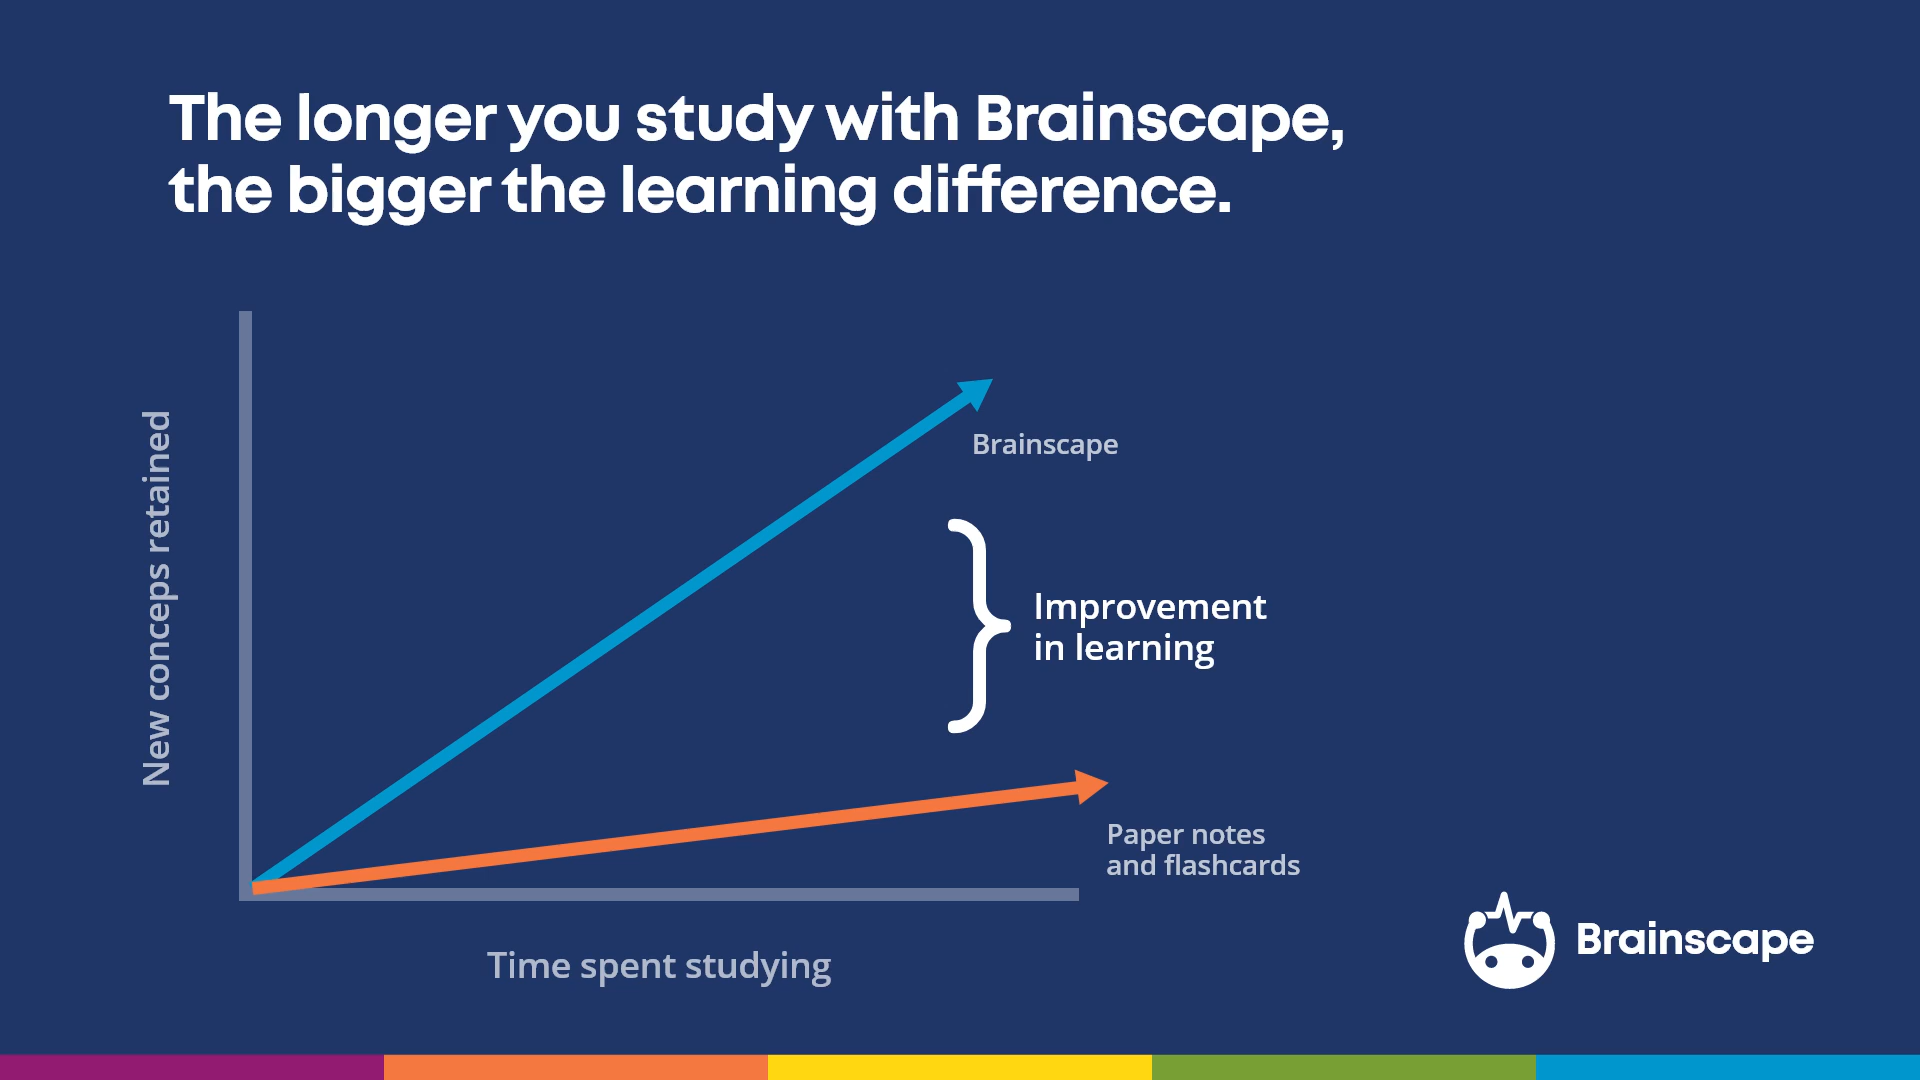 The longer you study with Brainscape,
the bigger the learning difference.
New conceps retained
Brainscape
Improvement
in learning
Paper notes
and flashcards
Time spent studying
Brainscape